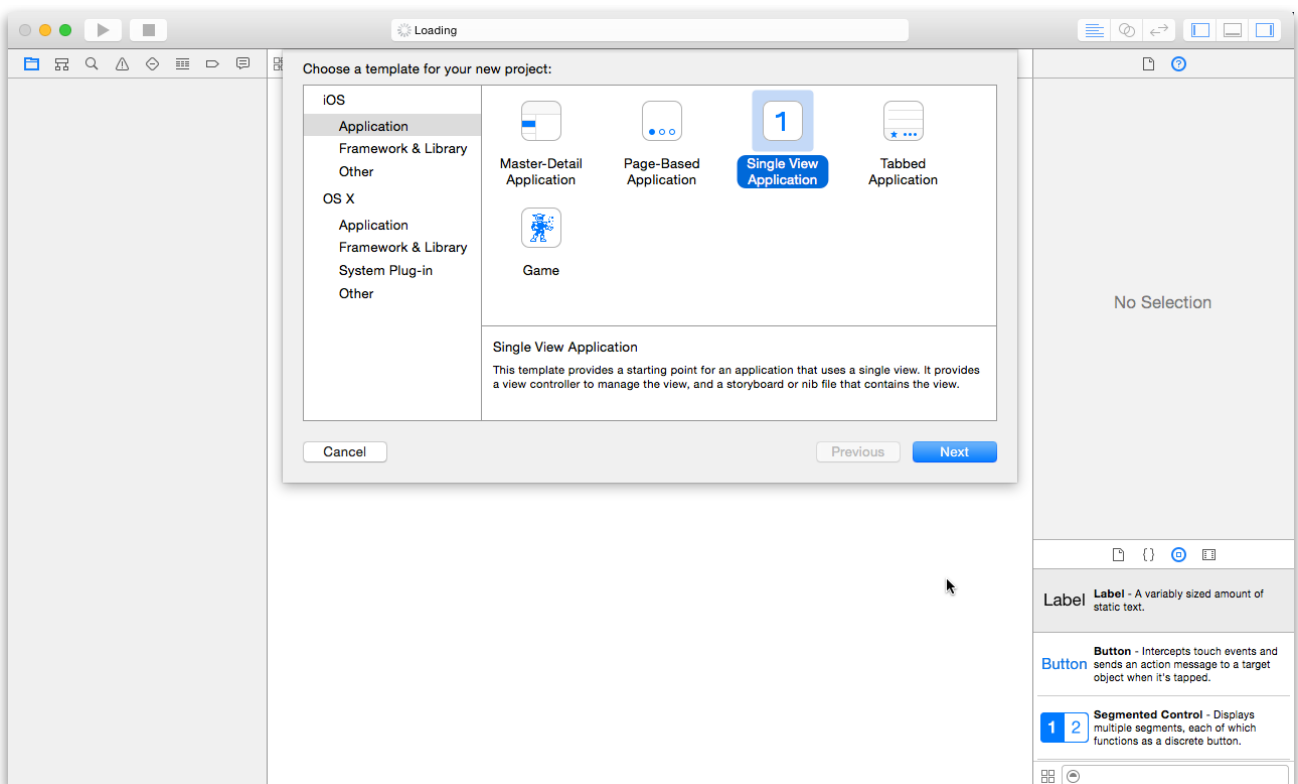 Loading
Choose a template for your new project:
iOS
Application
Framework & Library
Other
OS X
Application
Framework & Library
System Plug-in
Other
Master-Detail
Application
Page-Based
Application
1
Single View
Application
Tabbed
Application
Game
Single View Application
This template provides a starting point for an application that uses a single view. It provides
a view controller to manage the view, and a storyboard or nib file that contains the view.
Cancel
Previous
Next
No Selection
{}
Label
Label - A variably sized amount of
static text.
Button
Button - Intercepts touch events and
sends an action message to a target
object when it's tapped.
1 2
Segmented Control - Displays
multiple segments, each of which
functions as a discrete button.